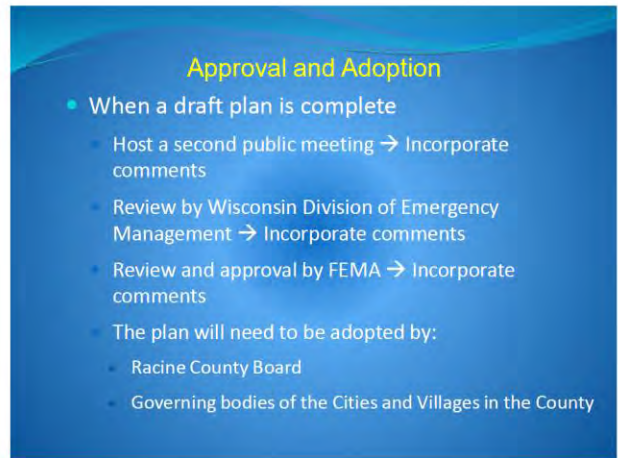 Approval and Adoption
• When a draft plan is complete
• Host a second public meeting → Incorporate
comments
• Review by Wisconsin Division of Emergency
Management → Incorporate comments
• Review and approval by FEMA → Incorporate
comments
• The plan will need to be adopted by:
• Racine County Board
• Governing bodies of the Cities and Villages in the County